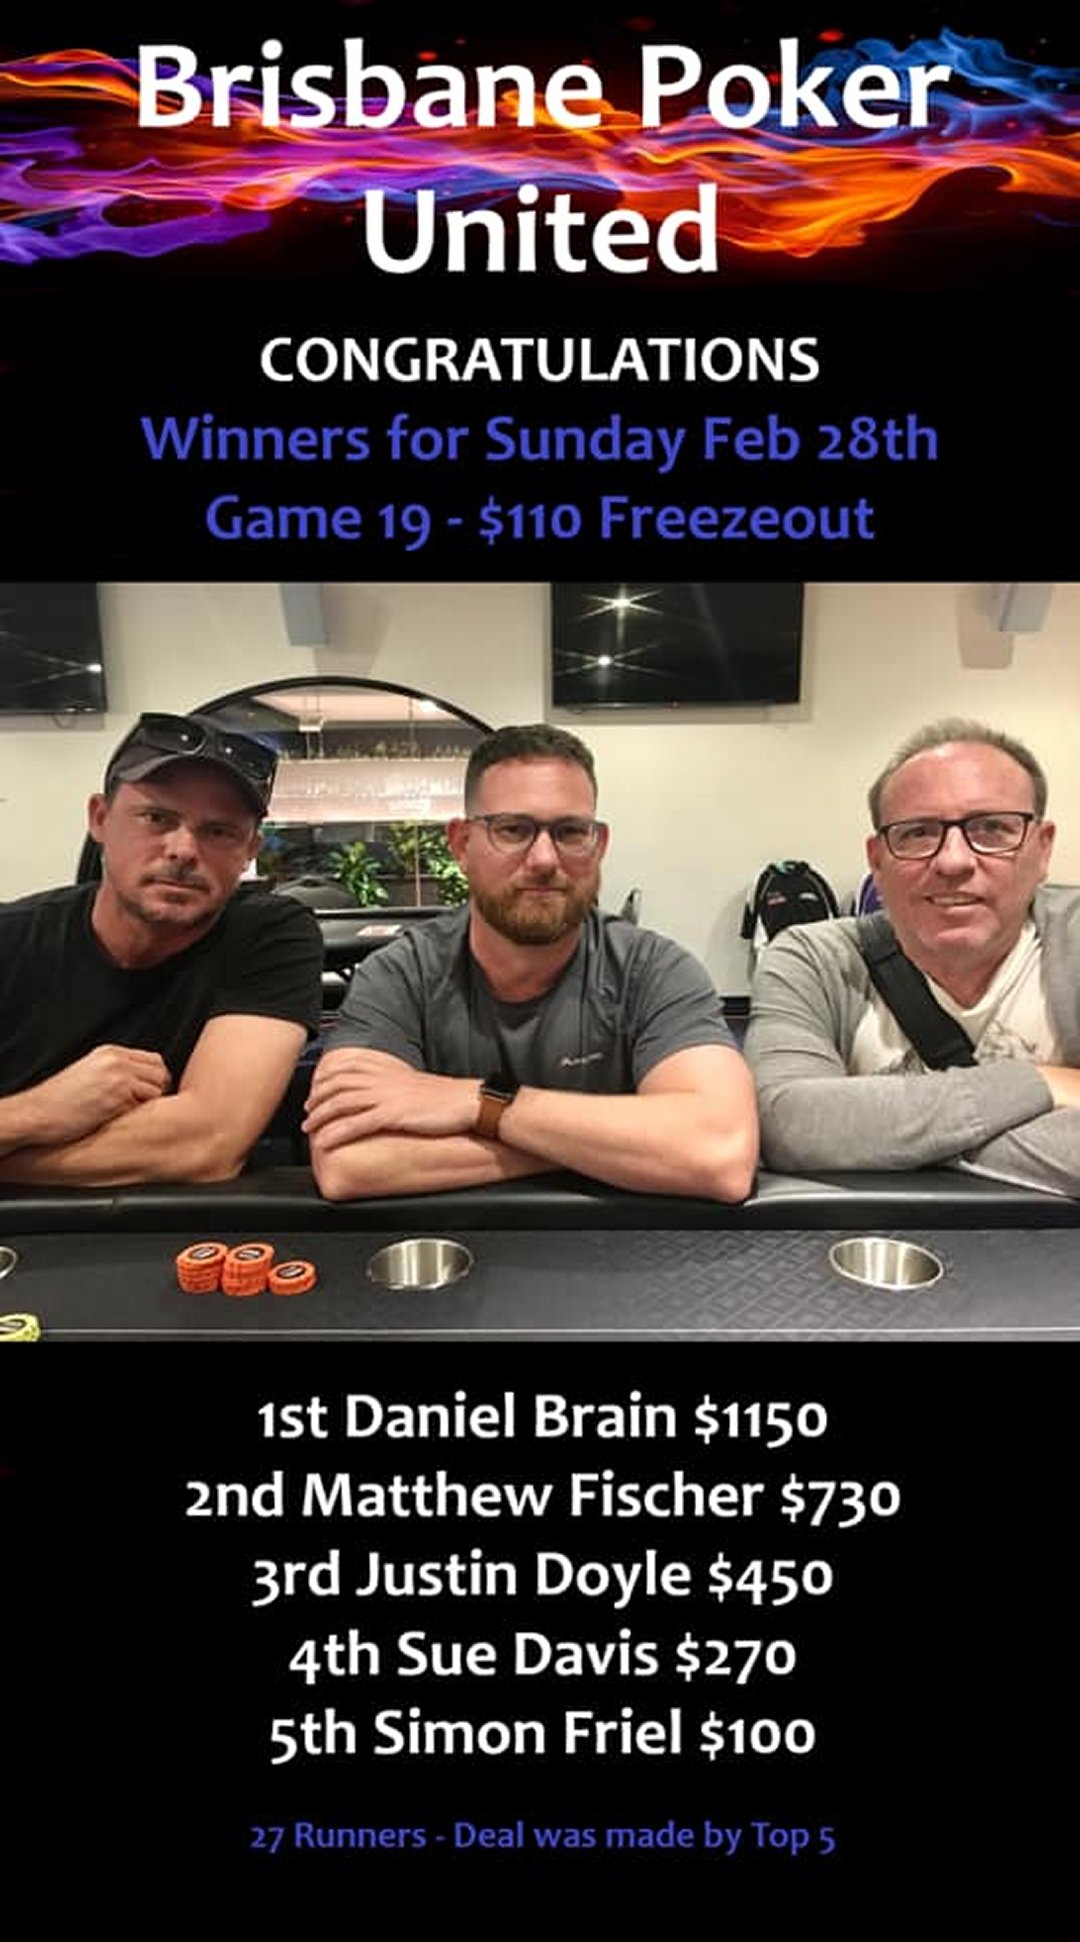 Brisbane Poker
United
CONGRATULATIONS
Winners for Sunday Feb 28th
Game 19 - $110 Freezeout
1st Daniel Brain $1150
2nd Matthew Fischer $730
3rd Justin Doyle $450
4th Sue Davis $270
5th Simon Friel $100
27 Runners - Deal was made by Top 5